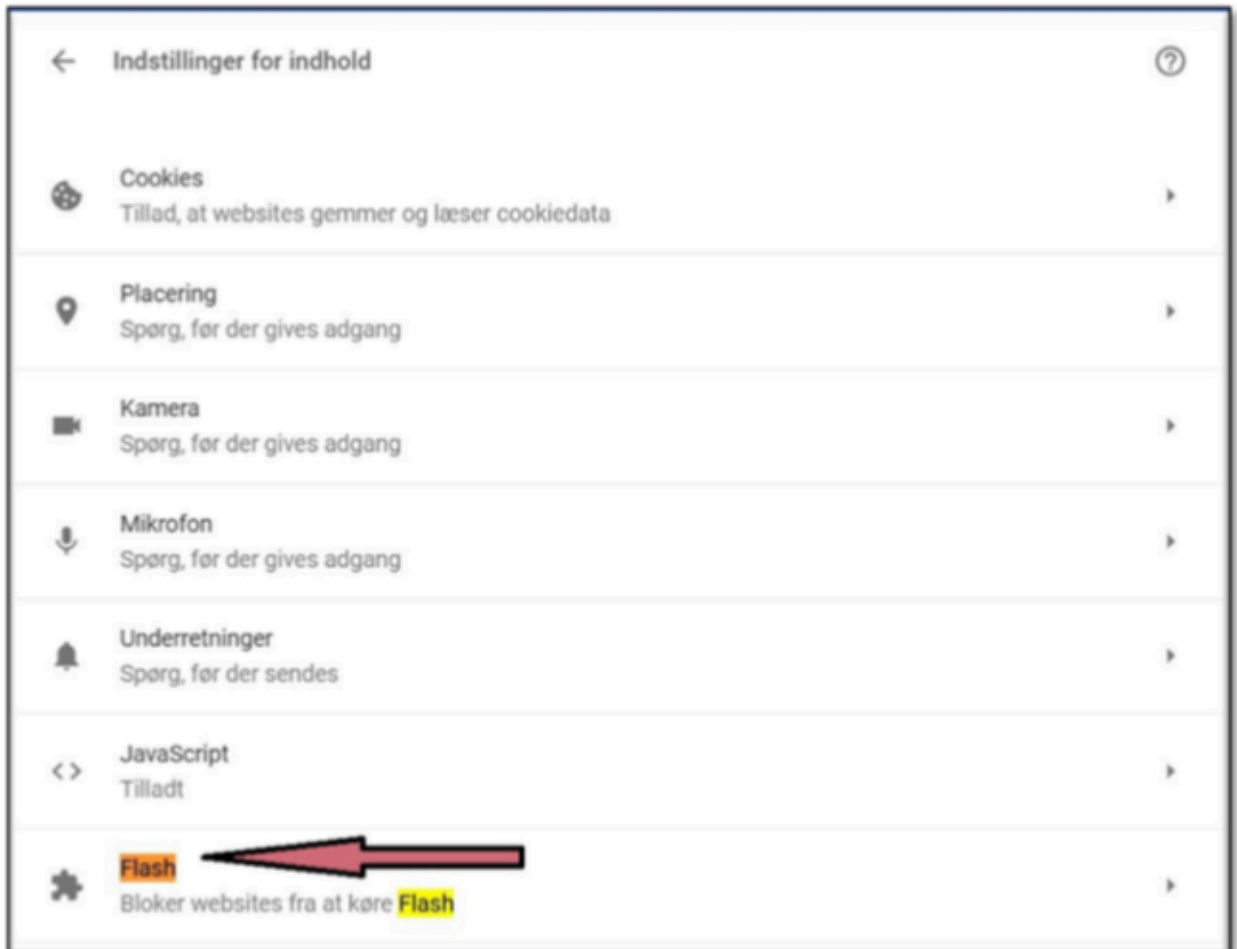 Indstillinger for indhold
Cookies
Tillad, at websites gemmer og læser cookiedata
Placering
Spørg, før der gives adgang
Kamera
Spørg, før der gives adgang
Mikrofon
Spørg, før der gives adgang
Underretninger
Spørg, før der sendes
JavaScript
Tilladt
Flash
Bloker websites fra at køre Flash